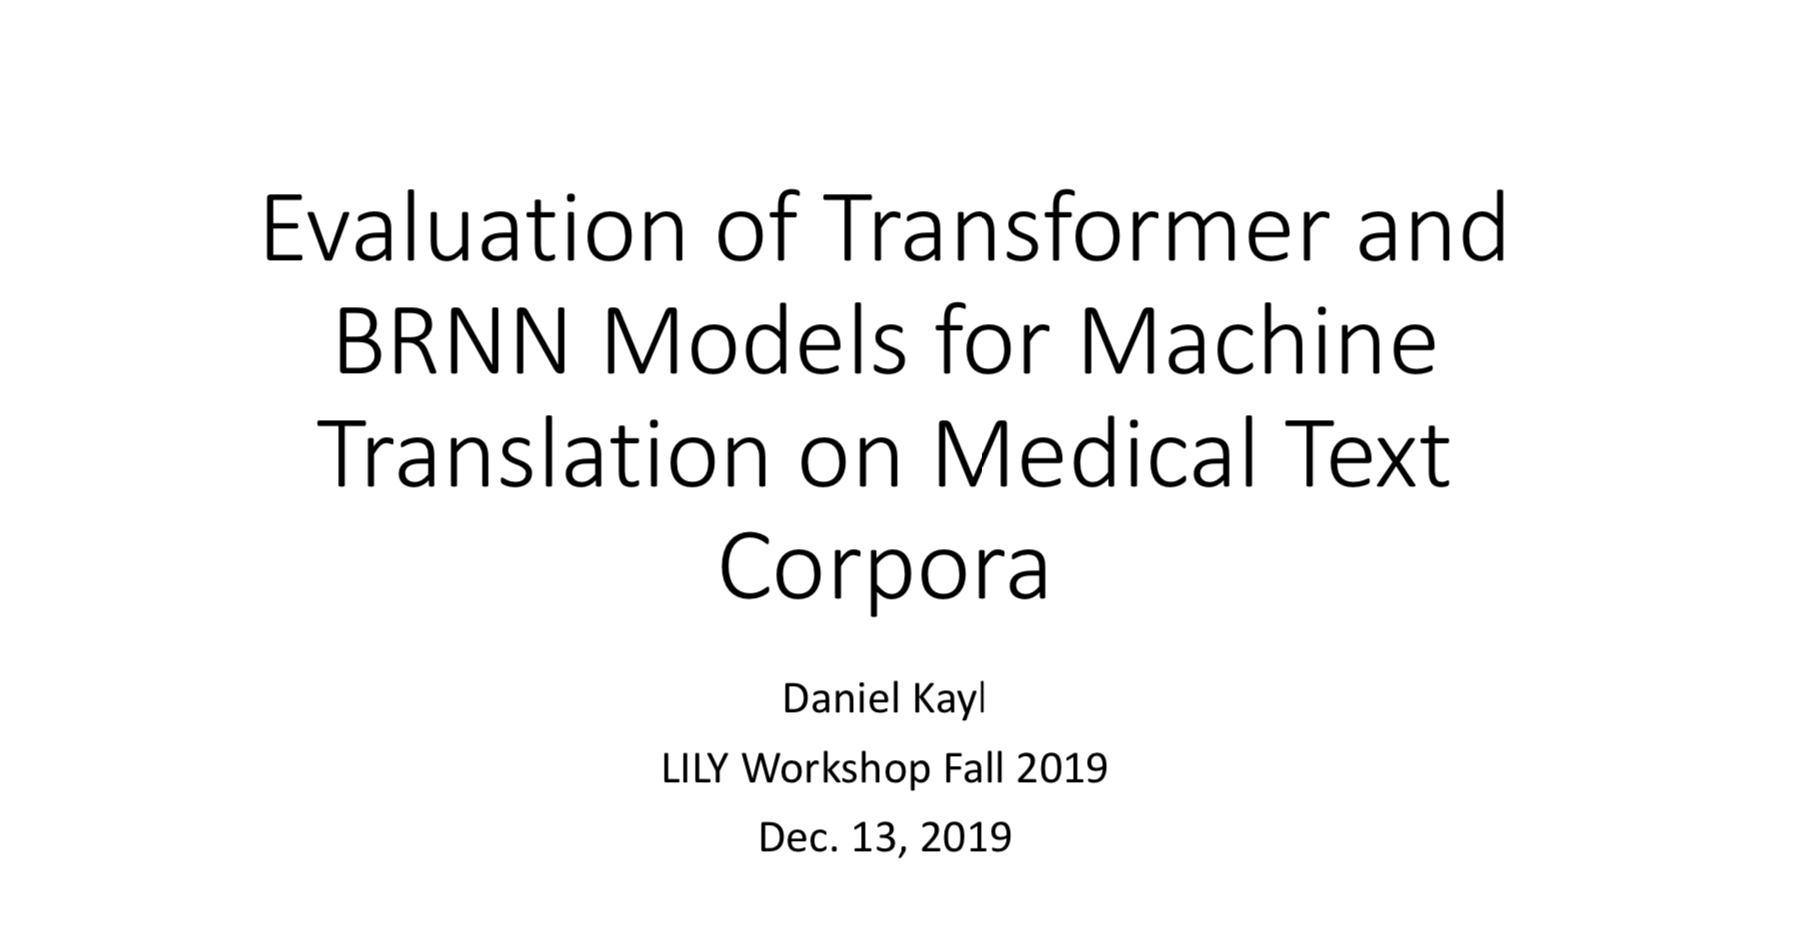 Evaluation of Transformer and
BRNN Models for Machine
Translation on Medical Text
Corpora
Daniel Kayl
LILY Workshop Fall 2019
Dec. 13, 2019